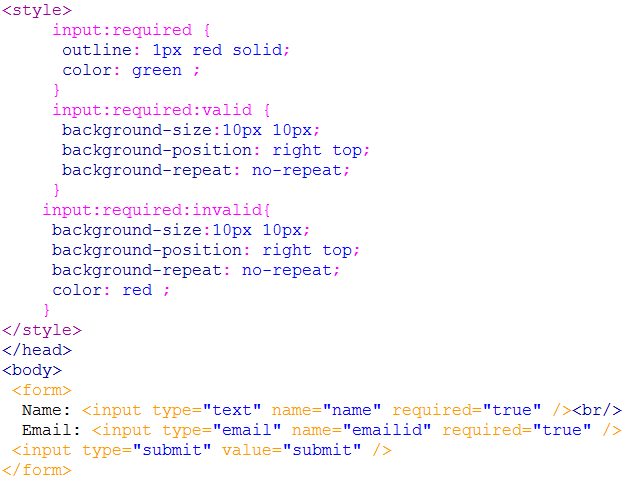 <style>
input:required {
outline: 1px red solid;
color: green ;
}
input:required:valid {
background-size:10px 10px;
background-position: right top;
background-repeat: no-repeat;
}
input:required:invalid{
background-size:10px 10px;
background-position: right top;
background-repeat: no-repeat;
color: red ;
}
</style>
</head>
<body>
<form>
Name: <input type="text" name="name" required="true" /><br/>
Email: <input type="email" name="emailid" required="true" />
<input type="submit" value="submit" />
</form>